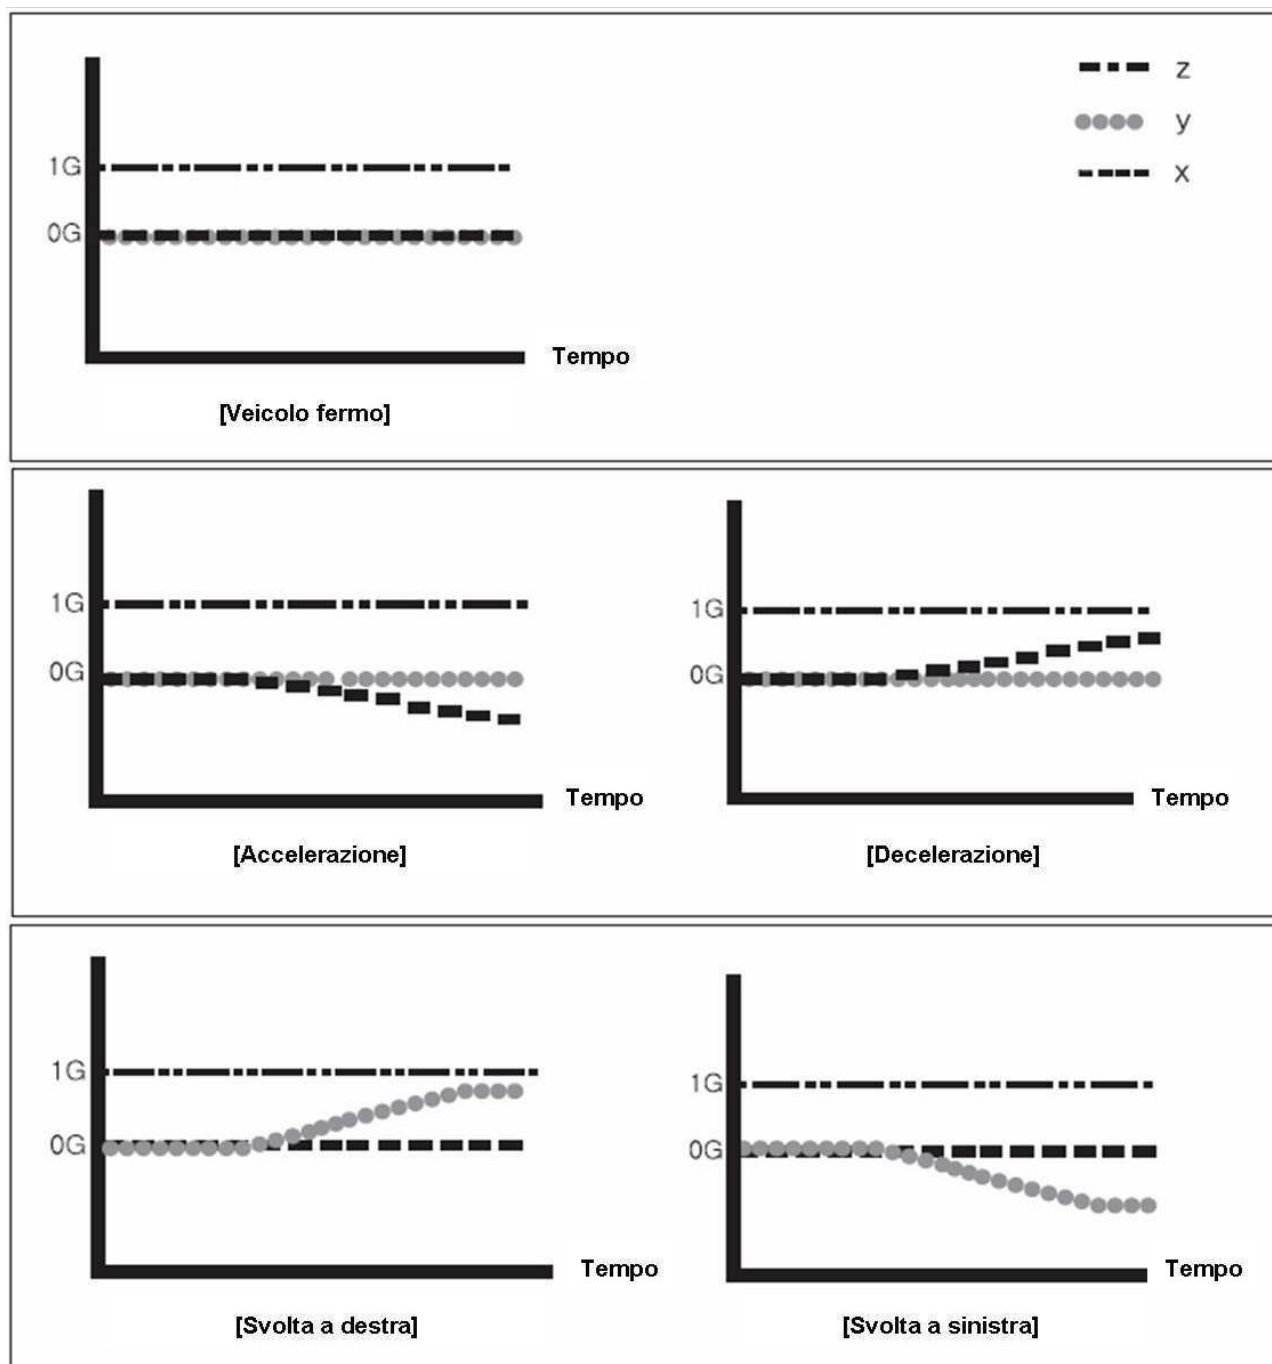 z
y
x
1G
0G
Tempo
[Veicolo fermo]
1G
0G
Tempo
[Accelerazione]
1G
0G
Tempo
[Decelerazione]
1G
0G
Tempo
[Svolta a destra]
1G
0G
Tempo
[Svolta a sinistra]